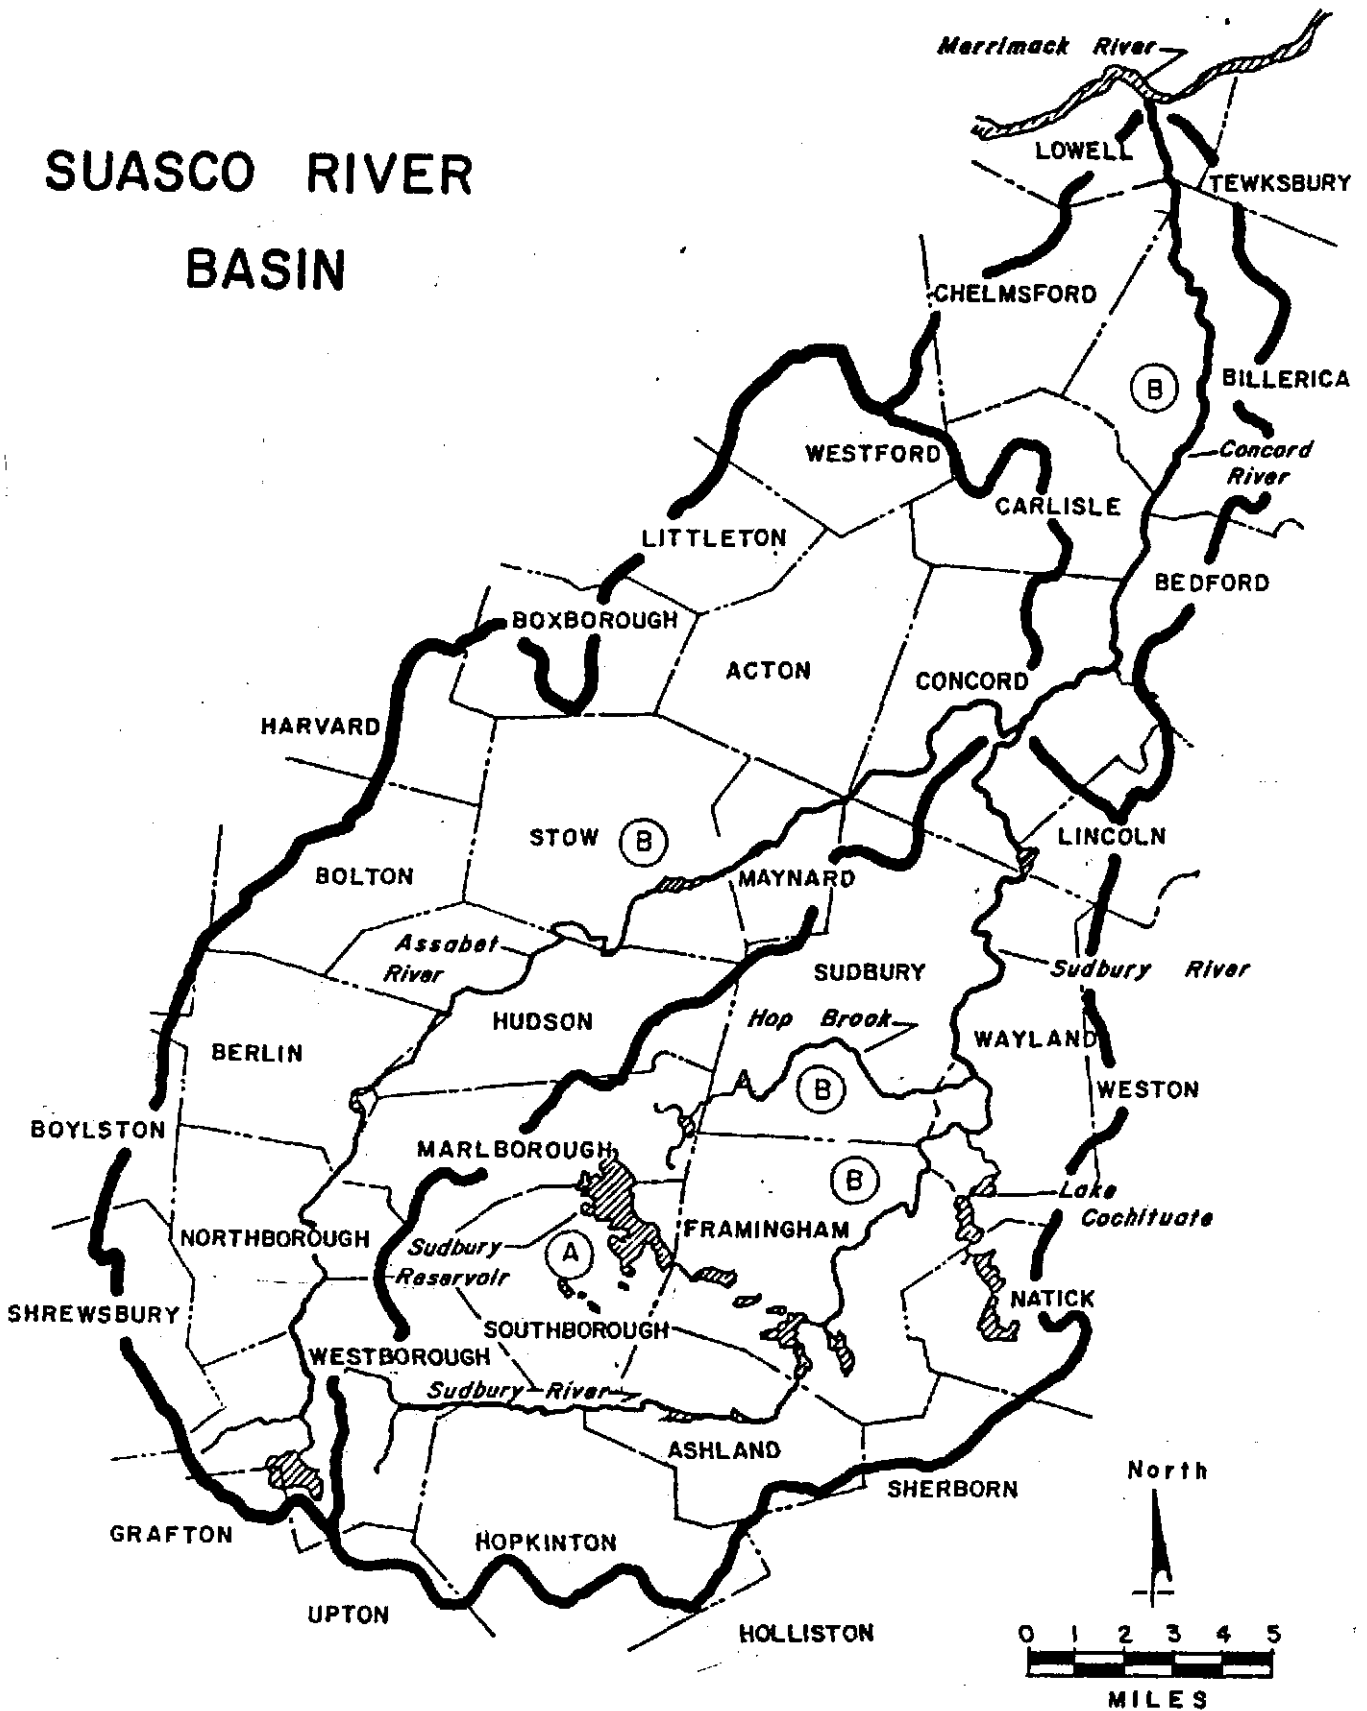 Merrimack River
SUASCO RIVER
BASIN
LOWELL
TEWKSBURY
CHELMSFORD
B
BILLERICA
WESTFORD
Concord
River
CARLISLE
LITTLETON
BEDFORD
BOXBOROUGH
ACTON
CONCORD
HARVARD
STOW
B
LINCOLN
BOLTON
MAYNARD
Assabet
River
SUDBURY
Sudbury River
Hop Brook
HUDSON
WAYLAND
BERLIN
B
WESTON
BOYLSTON
MARLBOROUGH
B
Lake
Cochituate
NORTHBOROUGH
FRAMINGHAM
Sudbury
Reservoir
A
NATICK
SHREWSBURY
SOUTHBOROUGH
WESTBOROUGH
Sudbury River
ASHLAND
North
SHERBORN
GRAFTON
HOPKINTON
UPTON
HOLLISTON
0 1 2 3 4 5
MILES